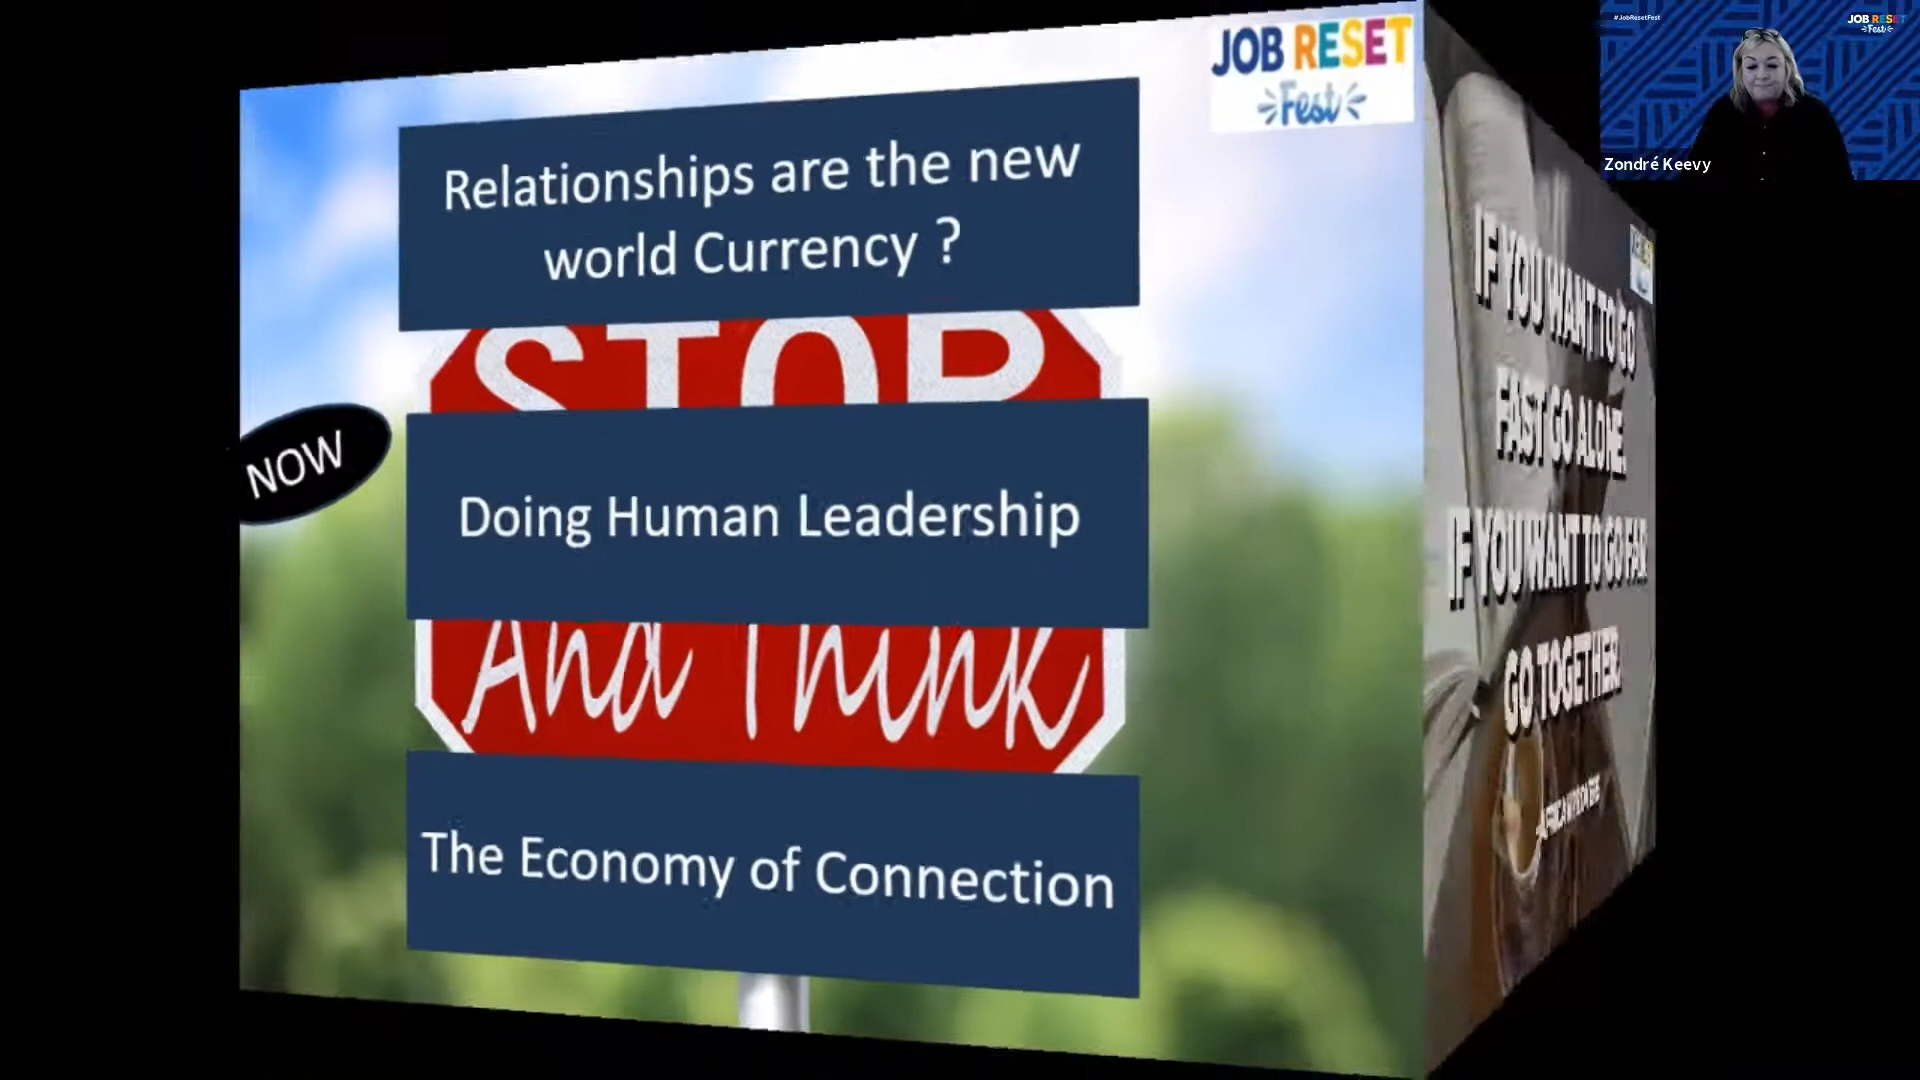 JOB RESET
Fest
Relationships are the new
world Currency ?
STOP
NOW
Doing Human Leadership
And Think
The Economy of Connection
IF YOU WANT TO GO
FAST GO ALONE.
IF YOU WANT TO GO FAR
GO TOGETHER!
#JobResetFest
JOB RESET
Fest
Zondré Keevy